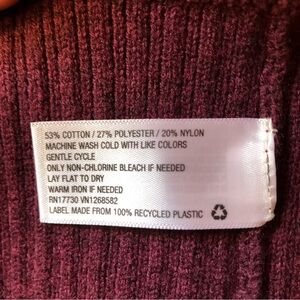 53% COTTON / 27% POLYESTER / 20% NYLON
MACHINE WASH COLD WITH LIKE COLORS
GENTLE CYCLE
ONLY NON-CHLORINE BLEACH IF NEEDED
LAY FLAT TO DRY
WARM IRON IF NEEDED
RN17730 VN1268582
LABEL MADE FROM 100% RECYCLED PLASTIC